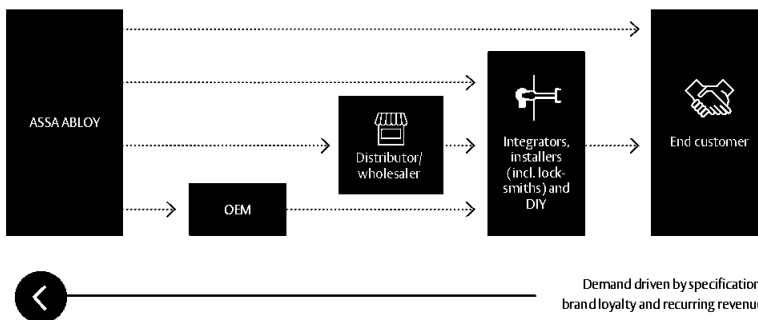 ASSA ABLOY
OEM
Distributor/
wholesaler
Integrators,
installers
(incl. lock-
smiths) and
DIY
End customer
Demand driven by specification
brand loyalty and recurring revenue